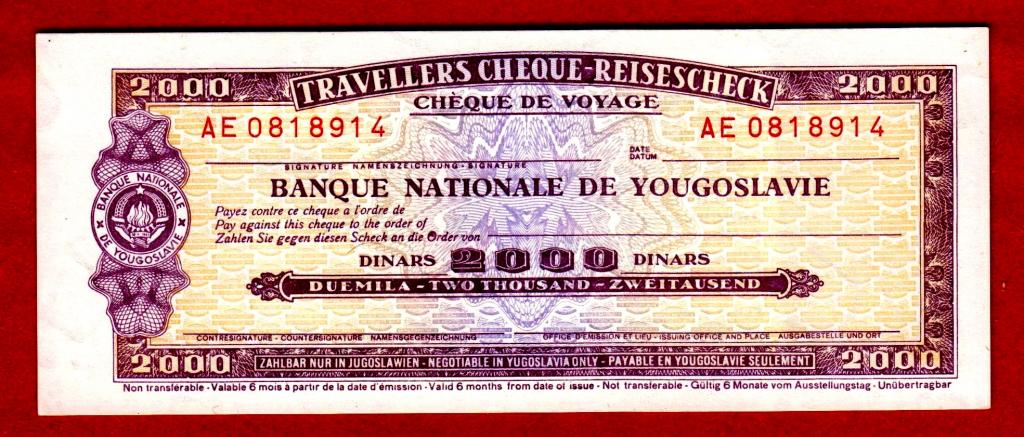 2000 TRAVELLERS CHEQUE-REISESCHECK 2000
CHÈQUE DE VOYAGE
AE 0818914 AE 0818914
DATE
DATUM
SIGNATURE NAMENSZEICHNUNG - SIGNATURE
BANQUE NATIONALE DE YOUGOSLAVIE
BANQUE NATIONALE DE YOUGOSLAVIE
Payez contre ce cheque a l'ordre de
Pay against this cheque to the order of
Zahlen Sie gegen diesen Scheck an die Order von
DINARS 2000 DINARS
DUEMILA - TWO THOUSAND - ZWEITAUSEND
CONTRESIGNATURE - COUNTERSIGNATURE NAMENSGEGENZEICHNUNG OFFICE D'EMISSION ET LIEU - ISSUING OFFICE AND PLACE AUSGABESTELLE UND ORT
2000 ZAHLBAR NUR IN JUGOSLAWIEN - NEGOTIABLE IN YUGOSLAVIA ONLY - PAYABLE EN YOUGOSLAVIE SEULEMENT 2000
Non transférable - Valable 6 mois à partir de la date d'émission - Valid 6 months from date of issue - Not transferable - Gültig 6 Monate vom Ausstellungstag - Unübertragbar